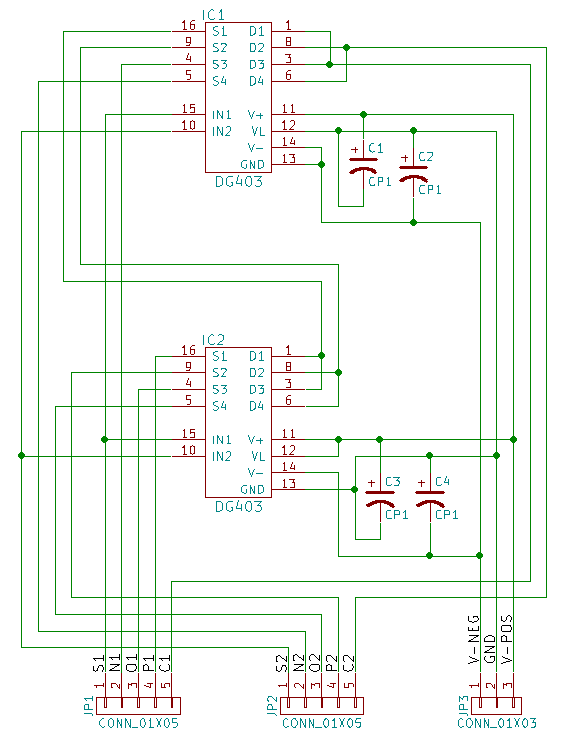 IC1
16 S1 D1 1
9 S2 D2 8
4 S3 D3 3
5 S4 D4 6
15 IN1 V+ 11
10 IN2 VL 12
V- 14
GND 13
DG403
+ C1
CP1
+ C2
CP1
IC2
16 S1 D1 1
9 S2 D2 8
4 S3 D3 3
5 S4 D4 6
15 IN1 V+ 11
10 IN2 VL 12
V- 14
GND 13
DG403
+ C3
CP1
+ C4
CP1
S1 N1 O1 P1 C1
1 2 3 4 5
JP1
CONN_01X05
S2 N2 O2 P2 C2
1 2 3 4 5
JP2
CONN_01X05
V-NEG GND V-POS
1 2 3
JP3
CONN_01X03